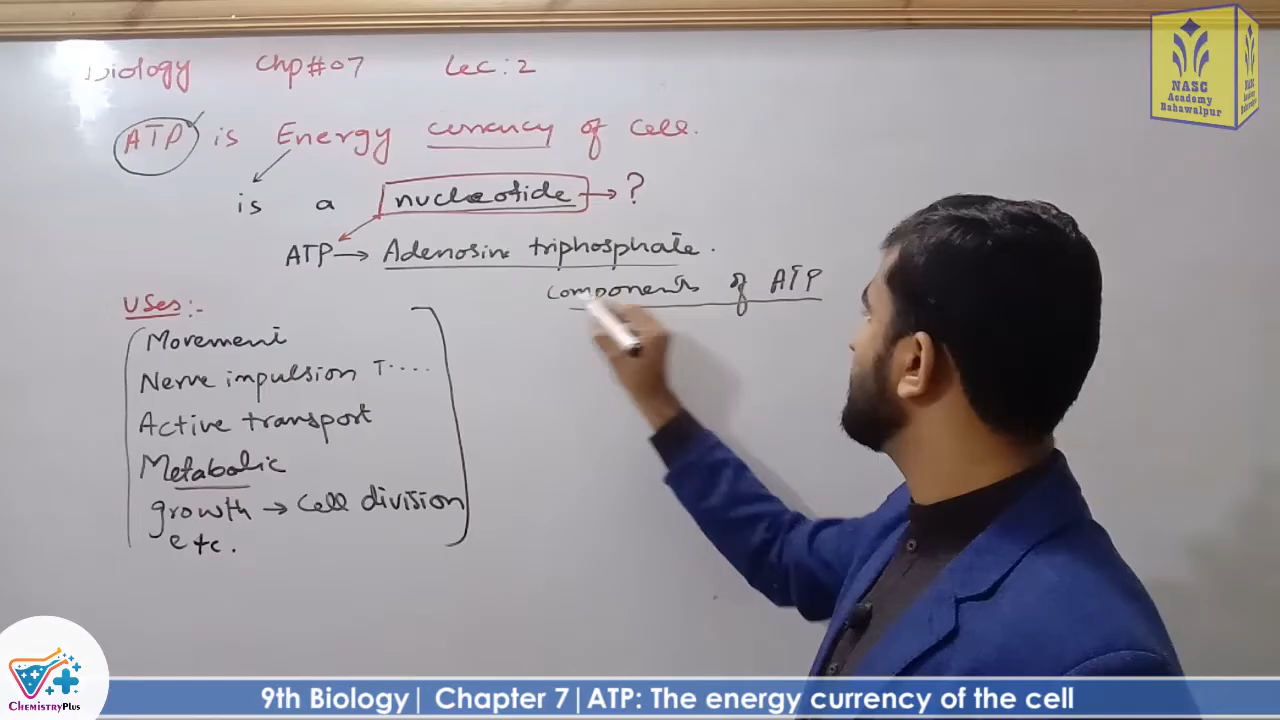 Biology Chp#07 Lec:2
ATP is Energy currency of Cell.
is a nucleotide → ?
ATP → Adenosine triphosphate.
Components of ATP
Uses:-
Movement
Nerve impulsion T....
Active transport
Metabolic
growth → Cell division
etc.
NASC
Academy
Bahawalpur
ChemistryPlus
9th Biology| Chapter 7|ATP: The energy currency of the cell